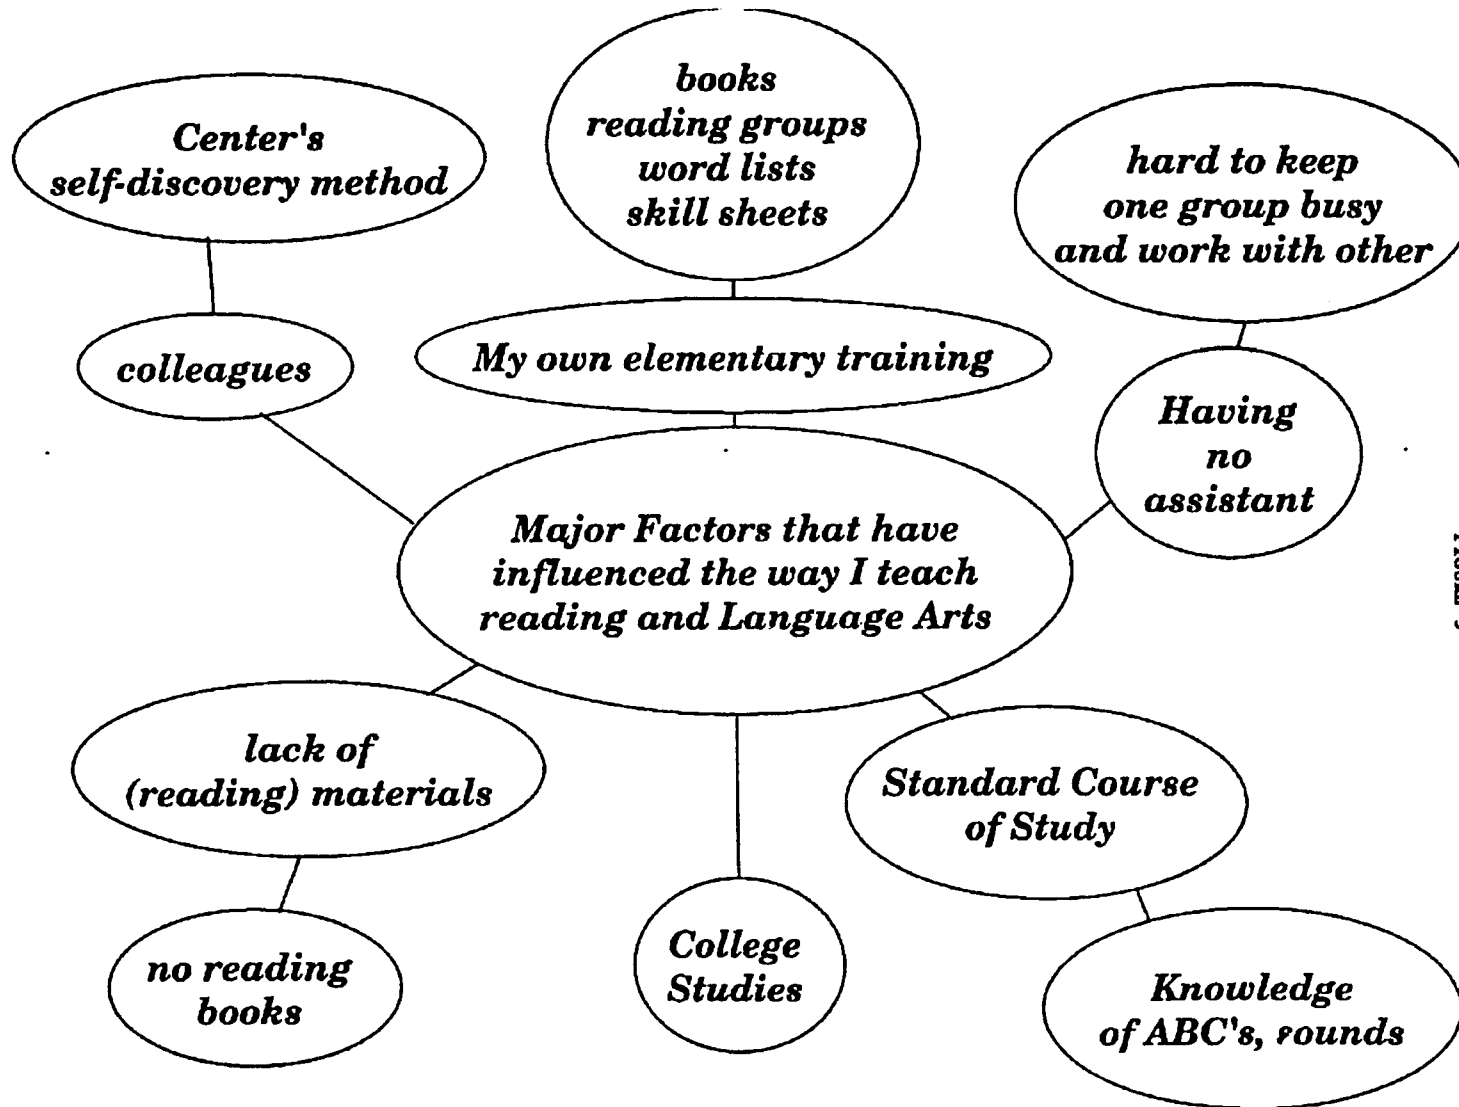 books
reading groups
word lists
skill sheets
Center's
self-discovery method
hard to keep
one group busy
and work with other
colleagues
My own elementary training
Having
no
assistant
Major Factors that have
influenced the way I teach
reading and Language Arts
lack of
(reading) materials
Standard Course
of Study
no reading
books
College
Studies
Knowledge
of ABC's, sounds